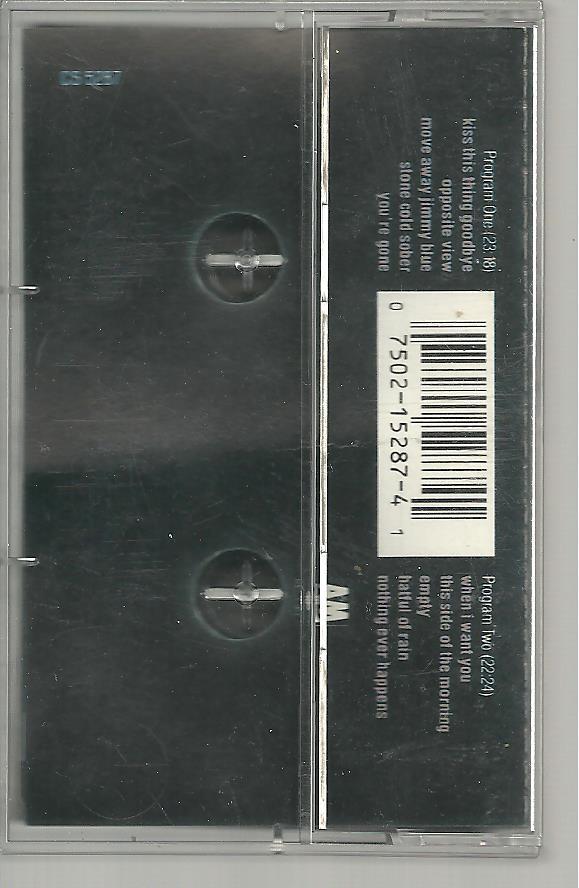 CS 5287
Program One (23:18)
kiss this thing goodbye
opposite view
move away jimmy blue
stone cold sober
you're gone
0 7502-15287-4 1
Program Two (22:24)
when i want you
this side of the morning
empty
hatful of rain
nothing ever happens
A&M